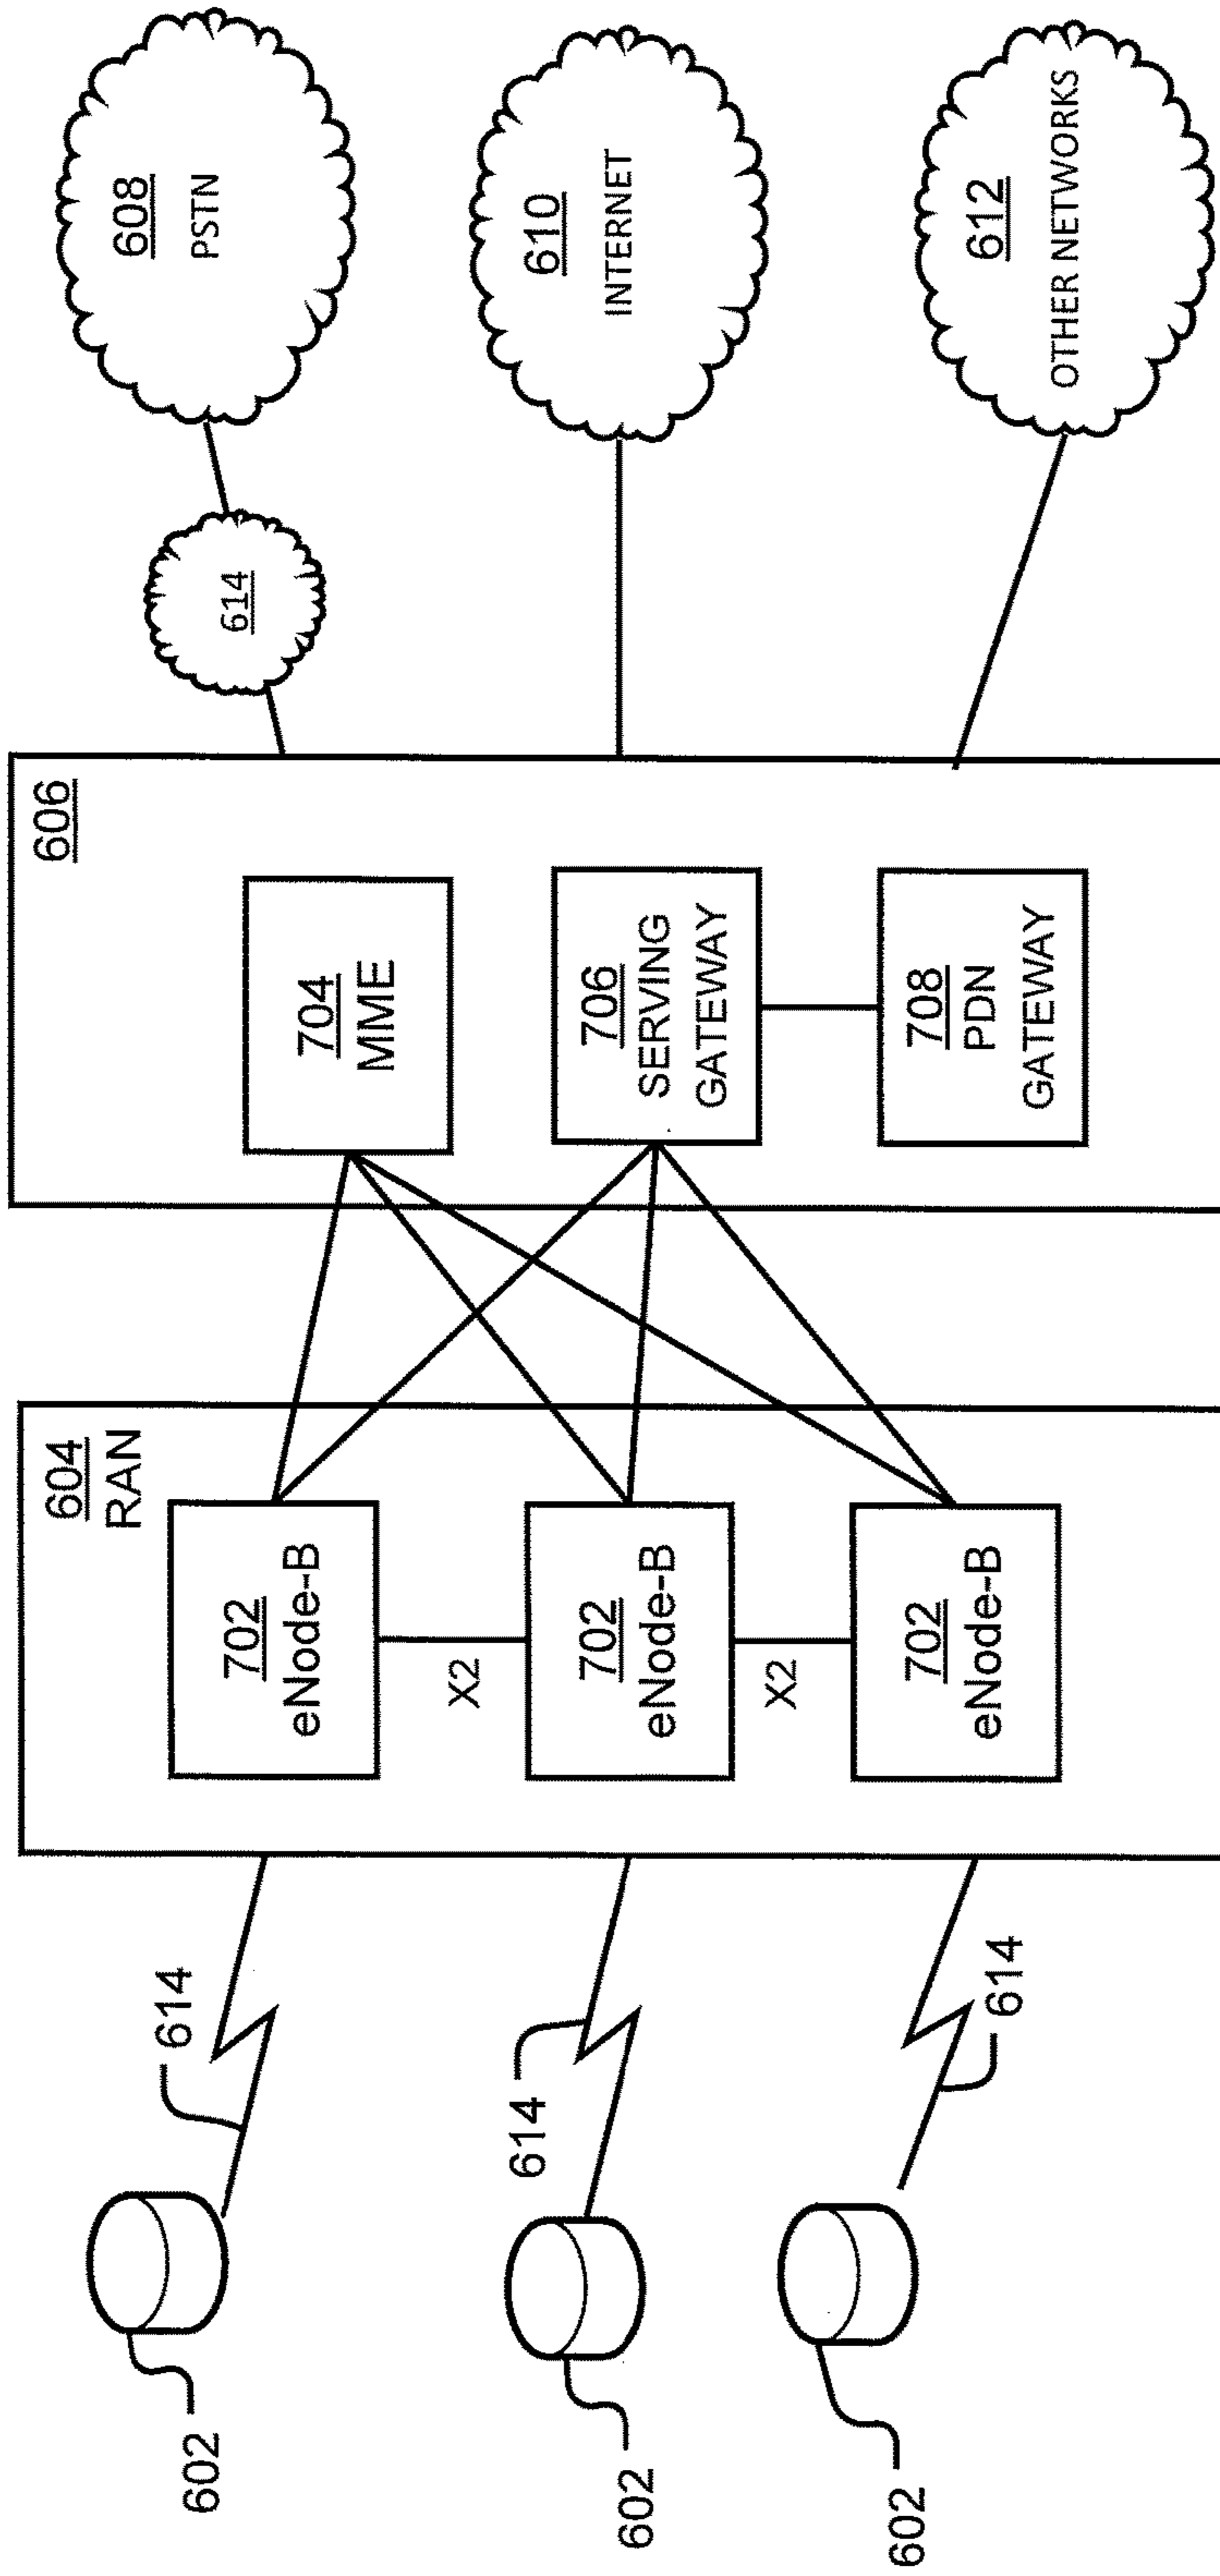 602
602
602
614
614
614
604
RAN
702
eNode-B
X2
702
eNode-B
X2
702
eNode-B
606
704
MME
706
SERVING
GATEWAY
708
PDN
GATEWAY
614
608
PSTN
610
INTERNET
612
OTHER NETWORKS